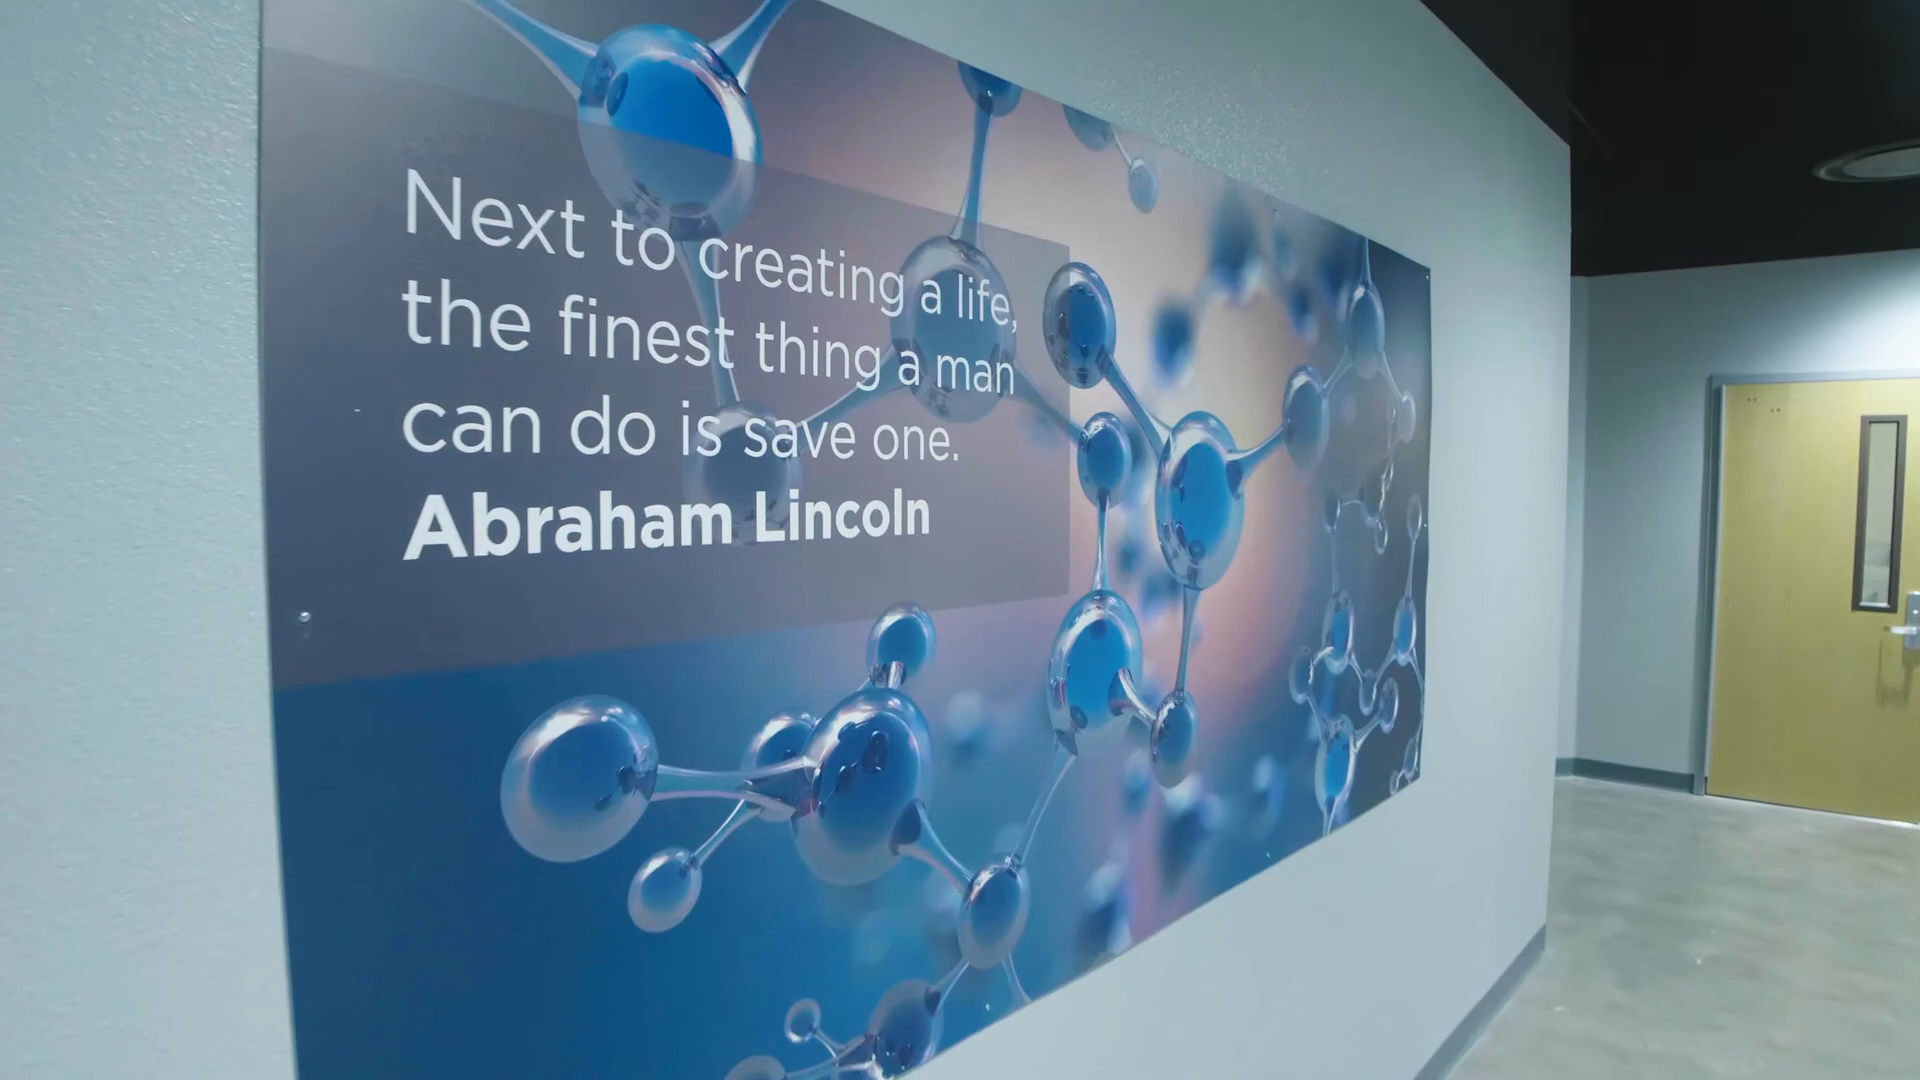 Next to creating a life,
the finest thing a man
can do is save one.
Abraham Lincoln